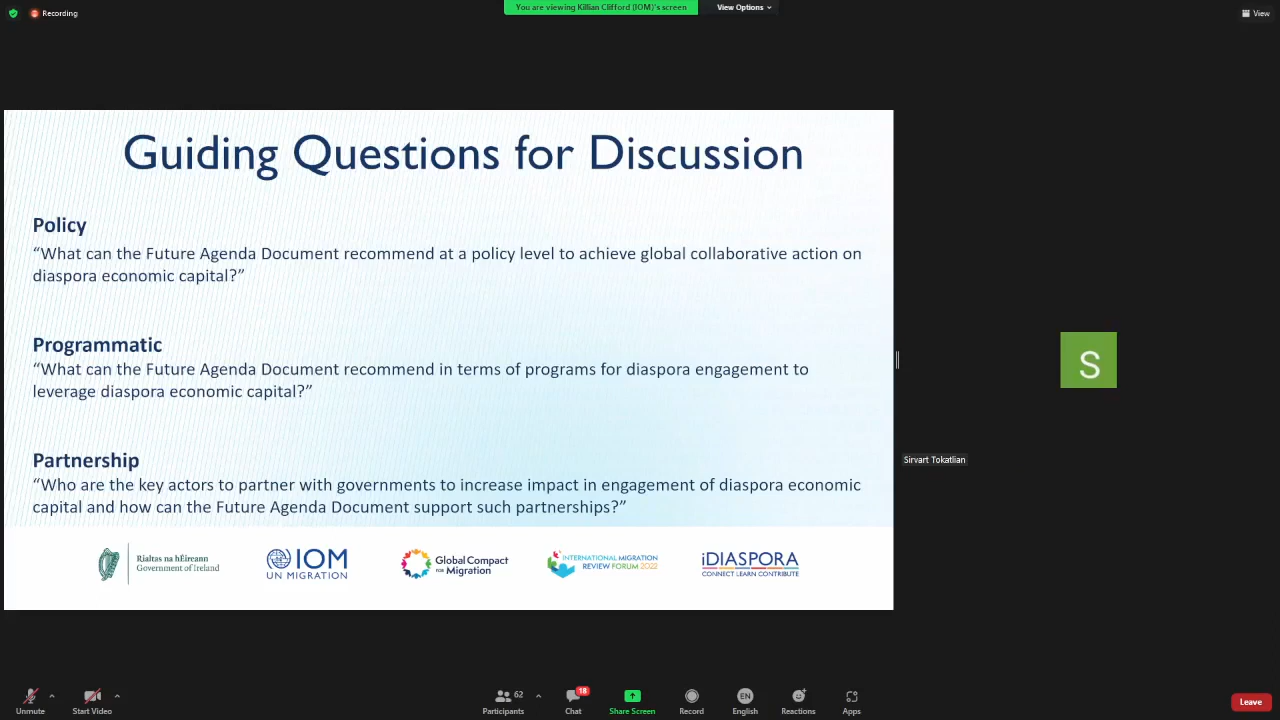 Recording
You are viewing Killian Clifford (IOM)'s screen
View Options
View
Guiding Questions for Discussion
Policy
“What can the Future Agenda Document recommend at a policy level to achieve global collaborative action on
diaspora economic capital?”
Programmatic
“What can the Future Agenda Document recommend in terms of programs for diaspora engagement to
leverage diaspora economic capital?”
Partnership
“Who are the key actors to partner with governments to increase impact in engagement of diaspora economic
capital and how can the Future Agenda Document support such partnerships?”
Rialtas na hÉireann
Government of Ireland
IOM
UN MIGRATION
Global Compact
FOR Migration
INTERNATIONAL MIGRATION
REVIEW FORUM 2022
iDIASPORA
CONNECT LEARN CONTRIBUTE
S
Sirvart Tokatlian
Unmute
Start Video
62
Participants
18
Chat
Share Screen
Record
EN
English
Reactions
Apps
Leave